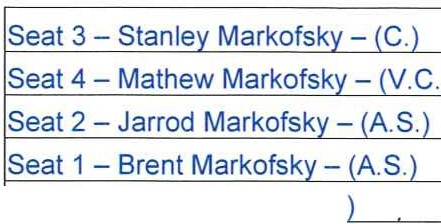 Seat 3 – Stanley Markofsky – (C.)
Seat 4 – Mathew Markofsky – (V.C.
Seat 2 – Jarrod Markofsky – (A.S.)
Seat 1 – Brent Markofsky – (A.S.)
)